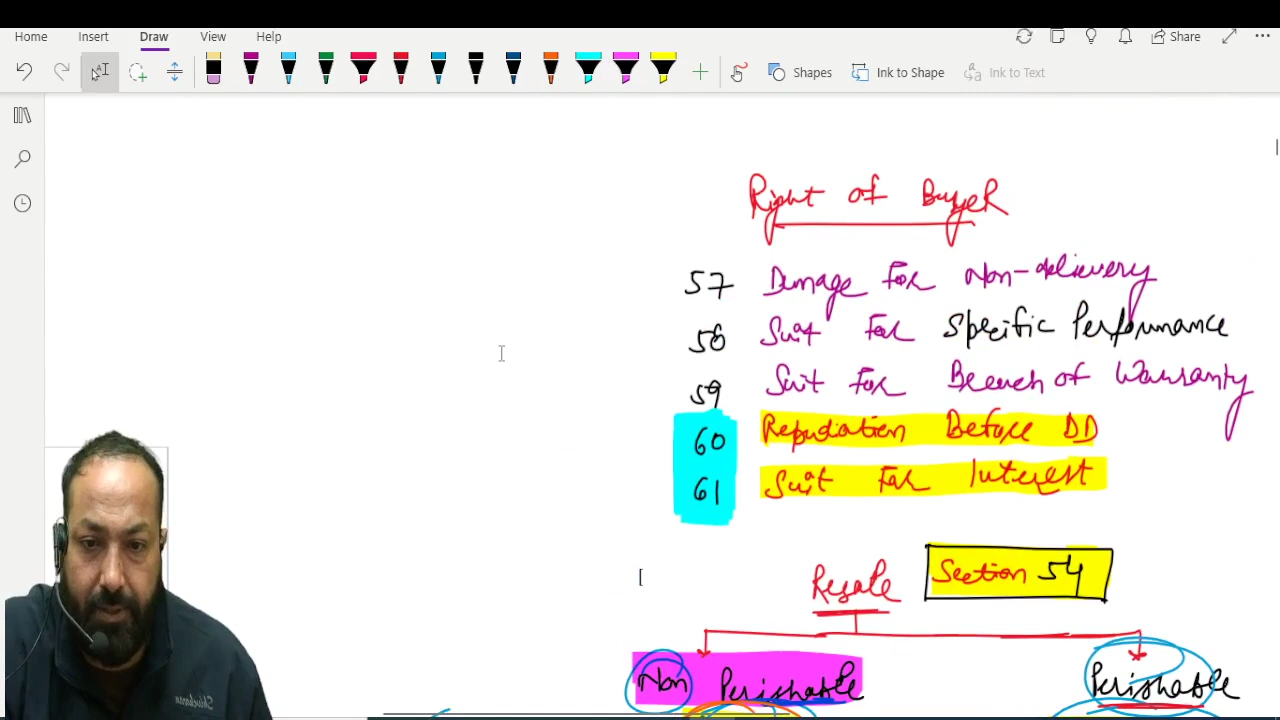 Home Insert Draw View Help Share
Shapes Ink to Shape Ink to Text
Right of Buyer
57 Damage For Non-delievery
58 Suit For Specific Performance
59 Suit For Breach of Warranty
60 Repudiation Before DD
61 Suit For Interest
Resale Section 54
Non Perishable Perishable